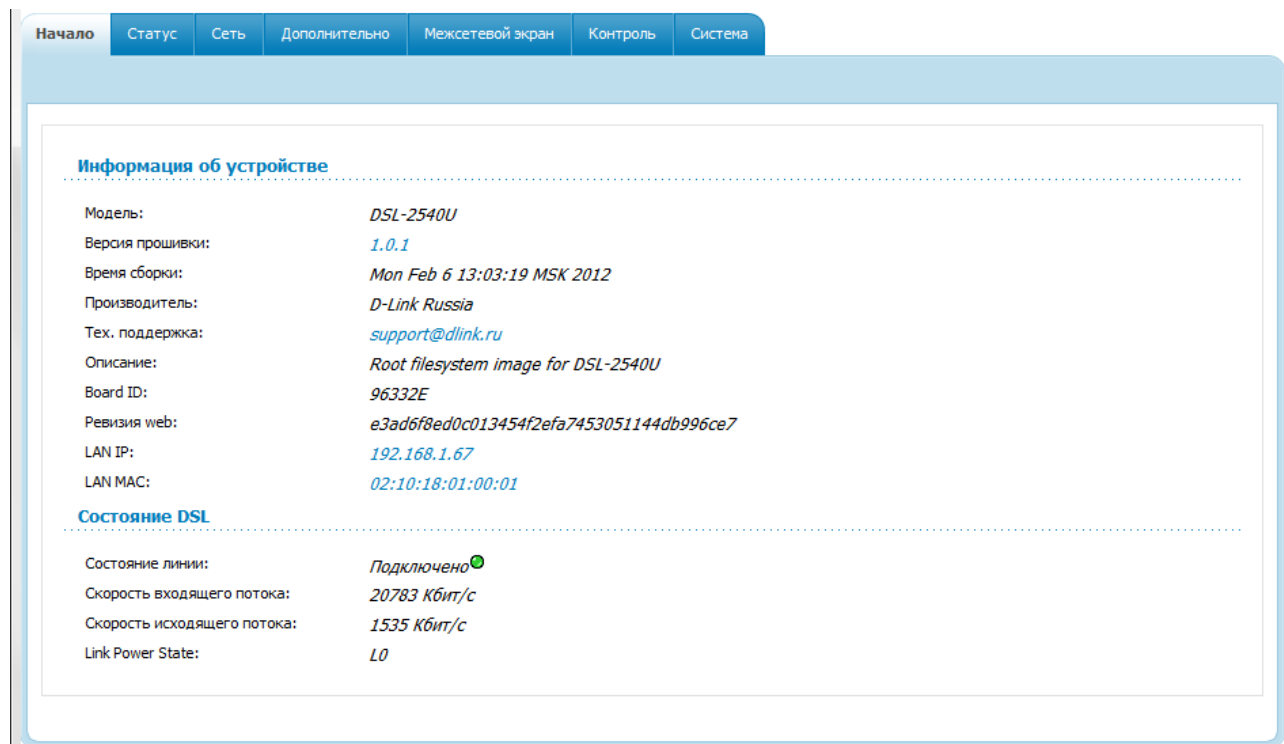 Начало Статус Сеть Дополнительно Межсетевой экран Контроль Система
Информация об устройстве
Модель: DSL-2540U
Версия прошивки: 1.0.1
Время сборки: Mon Feb 6 13:03:19 MSK 2012
Производитель: D-Link Russia
Тех. поддержка: support@dlink.ru
Описание: Root filesystem image for DSL-2540U
Board ID: 96332E
Ревизия web: e3ad6f8ed0c013454f2efa7453051144db996ce7
LAN IP: 192.168.1.67
LAN MAC: 02:10:18:01:00:01
Состояние DSL
Состояние линии: Подключено
Скорость входящего потока: 20783 Кбит/с
Скорость исходящего потока: 1535 Кбит/с
Link Power State: L0